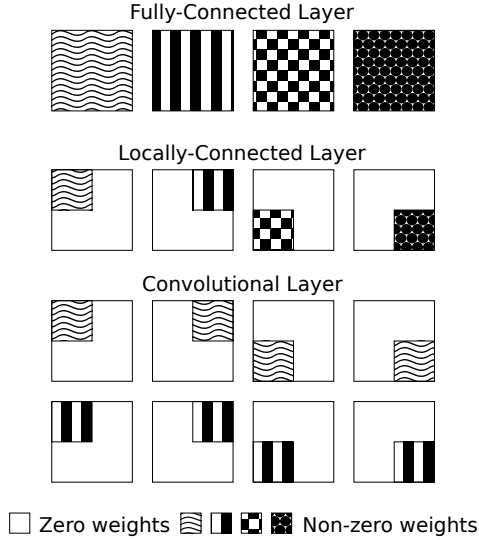 Fully-Connected Layer
Locally-Connected Layer
Convolutional Layer
Zero weights Non-zero weights